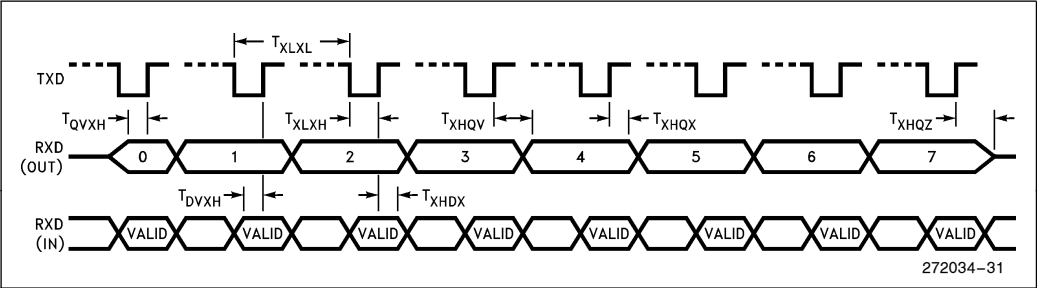 T_XLXL
TXD
T_QVXH T_XLXH T_XHQV T_XHQX T_XHQZ
RXD
(OUT)
0 1 2 3 4 5 6 7
T_DVXH T_XHDX
RXD
(IN)
VALID VALID VALID VALID VALID VALID VALID VALID
272034-31